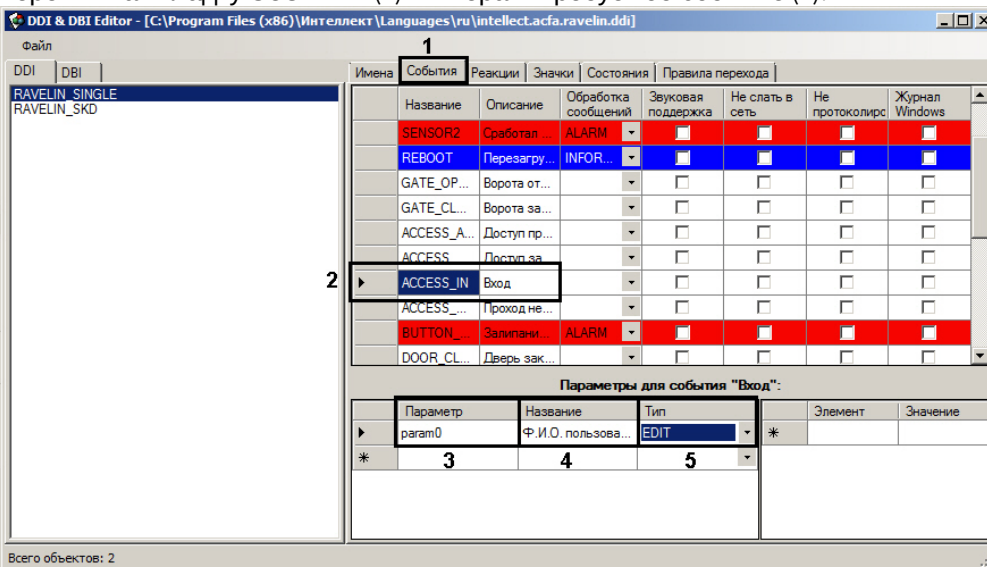 DDI & DBI Editor - [C:\Program Files (x86)\Интеллект\Languages\ru\intellect.acfa.ravelin.ddi]
Файл
1
DDI DBI
Имена События Реакции Значки Состояния Правила перехода
RAVELIN_SINGLE
RAVELIN_SKD
Название Описание Обработка сообщений Звуковая поддержка Не слать в сеть Не протоколирс Журнал Windows
SENSOR2 Сработал ... ALARM
REBOOT Перезагру... INFOR...
GATE_OP... Ворота от...
GATE_CL... Ворота за...
ACCESS_A... Доступ пр...
ACCESS Доступ за
2 ACCESS_IN Вход
ACCESS_... Проход не...
BUTTON_... Залипани... ALARM
DOOR_CL... Дверь зак...
Параметры для события "Вход":
Параметр Название Тип Элемент Значение
param0 Ф.И.О. пользова... EDIT
3 4 5
Всего объектов: 2